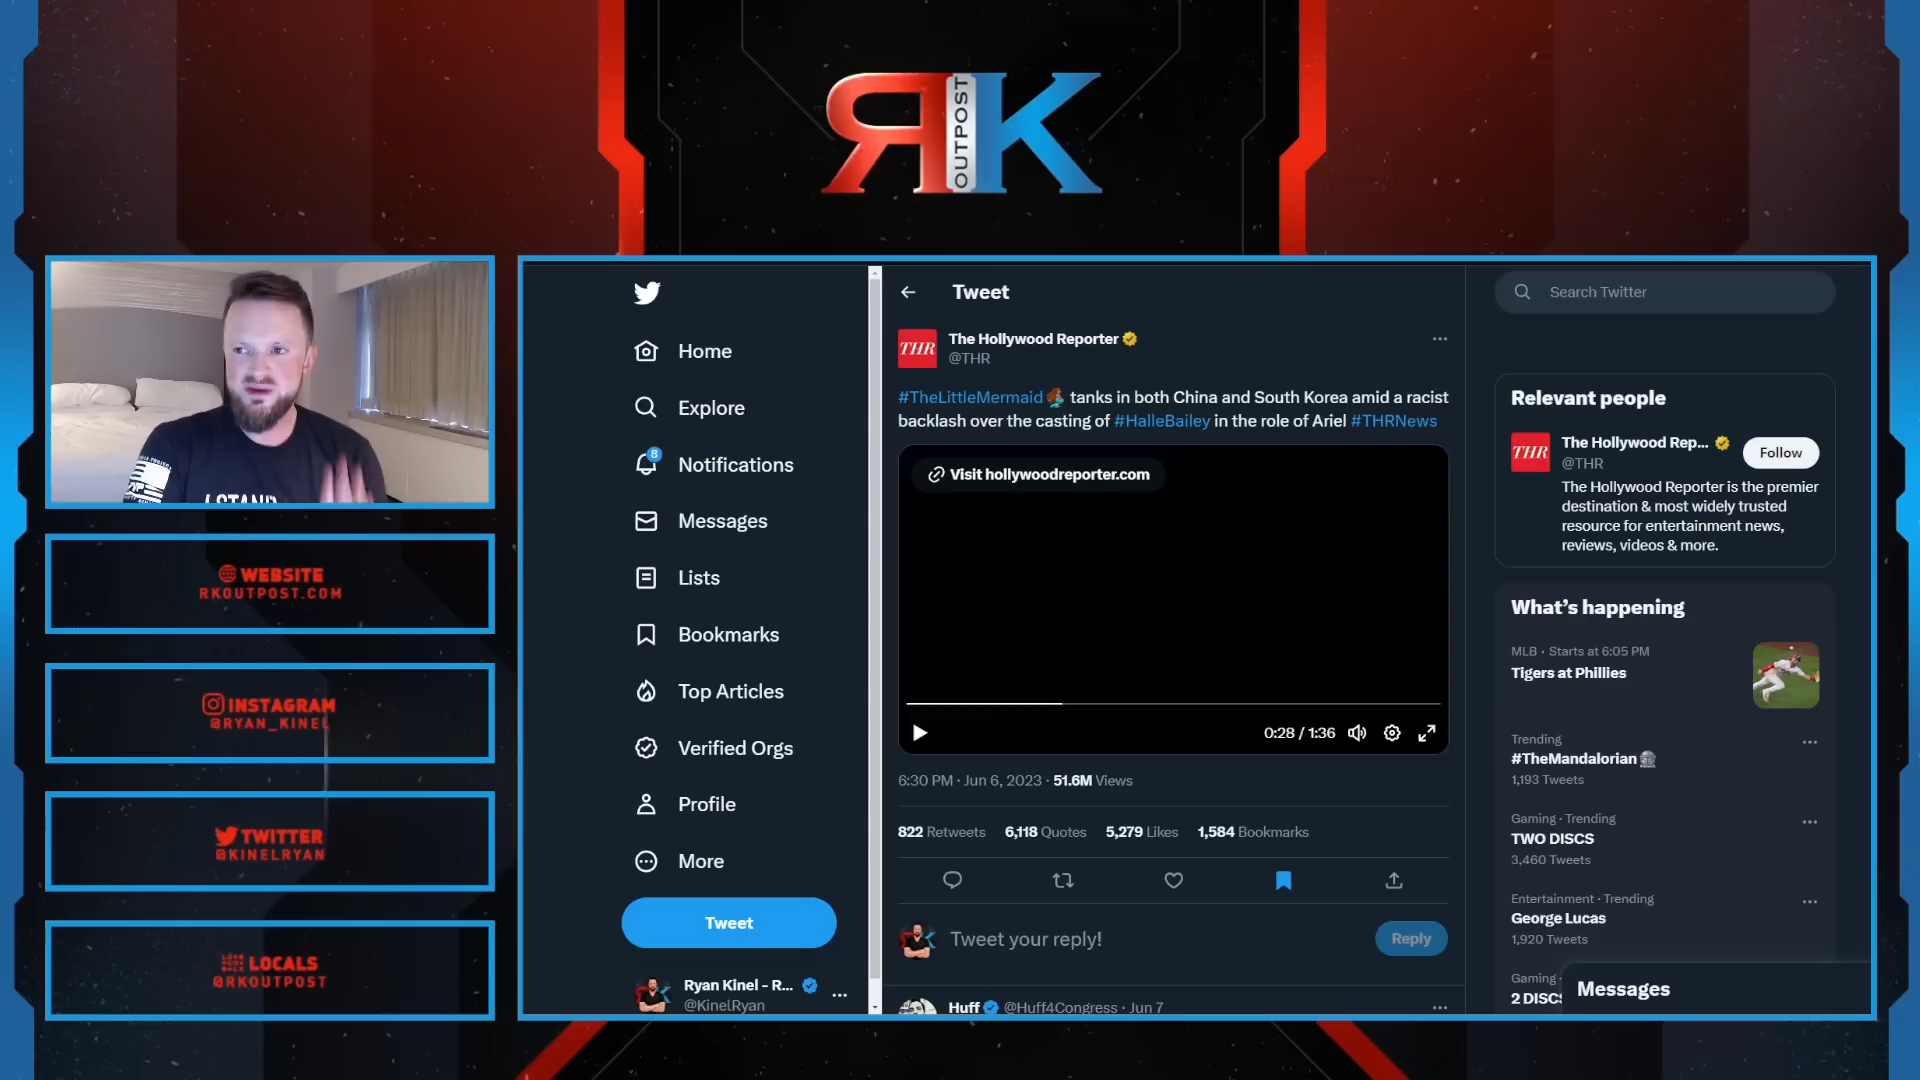 RK
OUTPOST
WEBSITE
RKOUTPOST.COM
INSTAGRAM
@RYAN_KINEL
TWITTER
@KINELRYAN
LOCALS
@RKOUTPOST
I STAND
Home
Explore
8
Notifications
Messages
Lists
Bookmarks
Top Articles
Verified Orgs
Profile
More
Tweet
Ryan Kinel - R...
@KinelRyan
Tweet
THR
The Hollywood Reporter
@THR
#TheLittleMermaid tanks in both China and South Korea amid a racist
backlash over the casting of #HalleBailey in the role of Ariel #THRNews
Visit hollywoodreporter.com
0:28 / 1:36
6:30 PM · Jun 6, 2023 · 51.6M Views
822 Retweets 6,118 Quotes 5,279 Likes 1,584 Bookmarks
Tweet your reply!
Reply
Huff @Huff4Congress · Jun 7
Search Twitter
Relevant people
THR
The Hollywood Rep...
@THR
Follow
The Hollywood Reporter is the premier
destination & most widely trusted
resource for entertainment news,
reviews, videos & more.
What's happening
MLB · Starts at 6:05 PM
Tigers at Phillies
Trending
#TheMandalorian
1,193 Tweets
Gaming · Trending
TWO DISCS
3,460 Tweets
Entertainment · Trending
George Lucas
1,920 Tweets
Gaming ·
2 DISCS
Messages